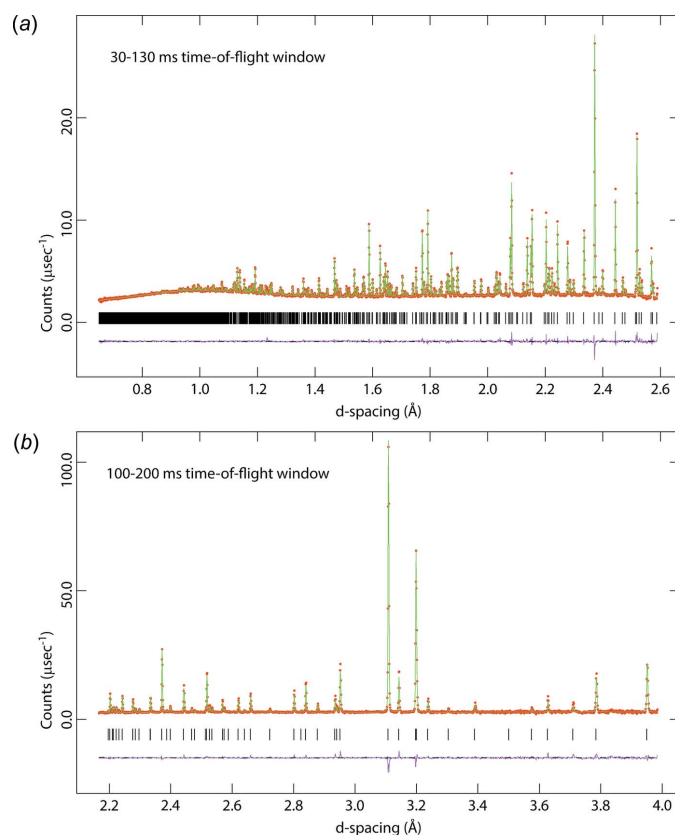 (a)
30-130 ms time-of-flight window
20.0
10.0
0.0
Counts (µsec⁻¹)
0.8 1.0 1.2 1.4 1.6 1.8 2.0 2.2 2.4 2.6
d-spacing (Å)
(b)
100-200 ms time-of-flight window
100.0
50.0
0.0
Counts (µsec⁻¹)
2.2 2.4 2.6 2.8 3.0 3.2 3.4 3.6 3.8 4.0
d-spacing (Å)